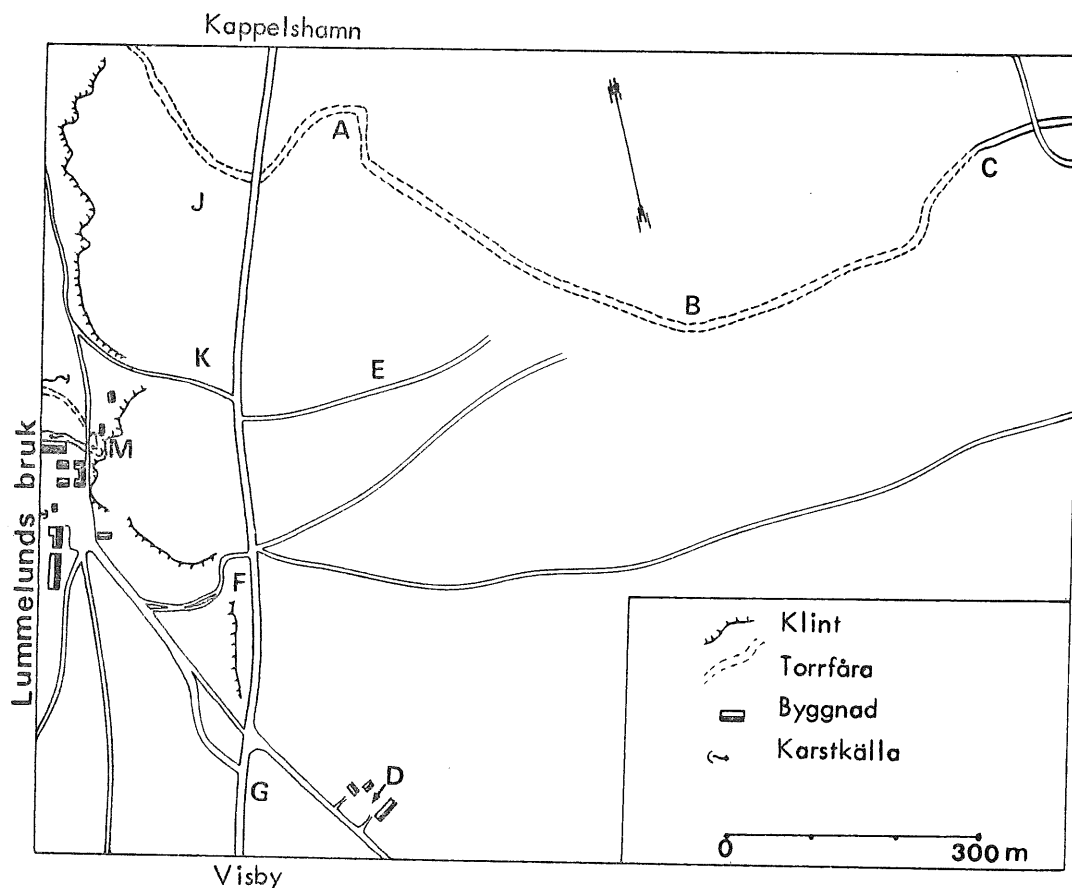 Kappelshamn
A
J
C
B
K
E
M
Lummelunds bruk
F
D
G
Klint
Torrfåra
Byggnad
Karstkälla
0
300 m
Visby